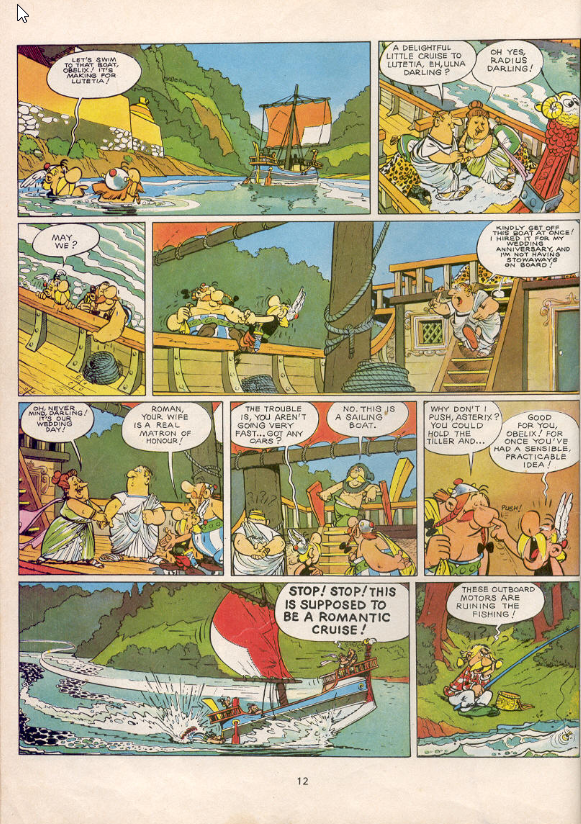 LET'S SWIM
TO THAT BOAT,
OBELIX! IT'S
MAKING FOR
LUTETIA!
A DELIGHTFUL
LITTLE CRUISE TO
LUTETIA, EH, ULNA
DARLING?
OH YES,
RADIUS
DARLING!
MAY
WE?
KINDLY GET OFF
THIS BOAT AT ONCE!
I HIRED IT FOR MY
WEDDING
ANNIVERSARY, AND
I'M NOT HAVING
STOWAWAYS
ON BOARD!
OH, NEVER
MIND, DARLING!
IT'S OUR
WEDDING
DAY!
ROMAN,
YOUR WIFE
IS A REAL
MATRON OF
HONOUR!
THE TROUBLE
IS, YOU AREN'T
GOING VERY
FAST... GOT ANY
OARS?
NO. THIS IS
A SAILING
BOAT.
WHY DON'T I
PUSH, ASTERIX?
YOU COULD
HOLD THE
TILLER AND...
GOOD
FOR YOU,
OBELIX! FOR
ONCE YOU'VE
HAD A SENSIBLE,
PRACTICABLE
IDEA!
PUSH!
STOP! STOP! THIS
IS SUPPOSED TO
BE A ROMANTIC
CRUISE!
THESE OUTBOARD
MOTORS ARE
RUINING THE
FISHING!
12